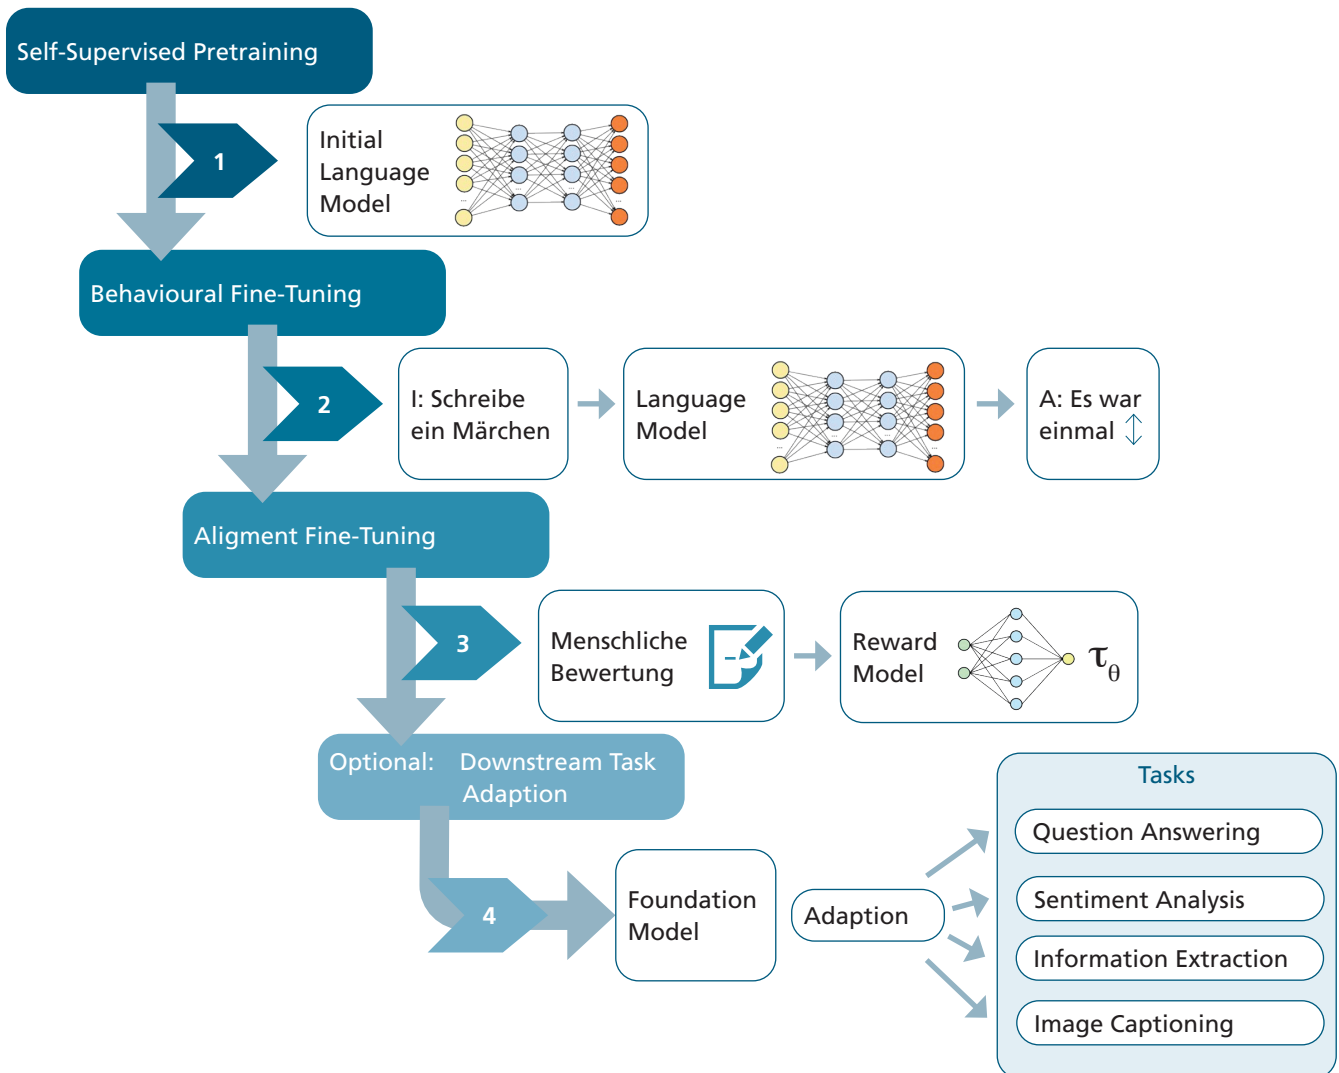 Self-Supervised Pretraining
1
Initial
Language
Model
...
...
...
...
Behavioural Fine-Tuning
2
I: Schreibe
ein Märchen
Language
Model
...
...
...
...
A: Es war
einmal
Aligment Fine-Tuning
3
Menschliche
Bewertung
Reward
Model
τθ
Optional: Downstream Task
Adaption
4
Foundation
Model
Adaption
Tasks
Question Answering
Sentiment Analysis
Information Extraction
Image Captioning